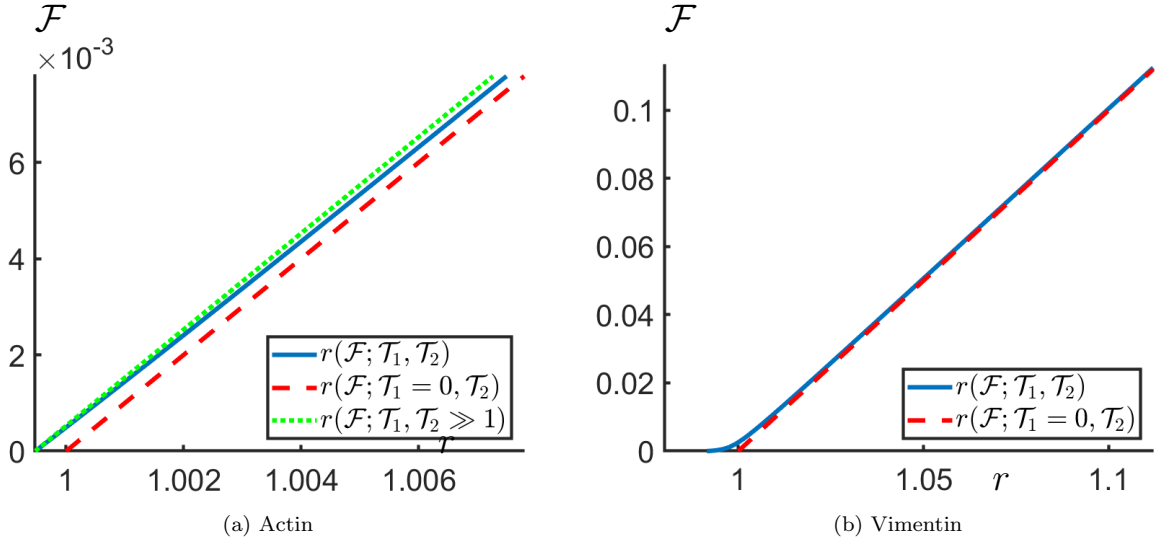 𝓕
×10⁻³
6
4
2
0
1
1.002
1.004
1.006
r
r(𝓕; 𝒯₁, 𝒯₂)
r(𝓕; 𝒯₁ = 0, 𝒯₂)
r(𝓕; 𝒯₁, 𝒯₂ ≫ 1)
(a) Actin
𝓕
0.1
0.08
0.06
0.04
0.02
0
1
1.05
r
1.1
r(𝓕; 𝒯₁, 𝒯₂)
r(𝓕; 𝒯₁ = 0, 𝒯₂)
(b) Vimentin